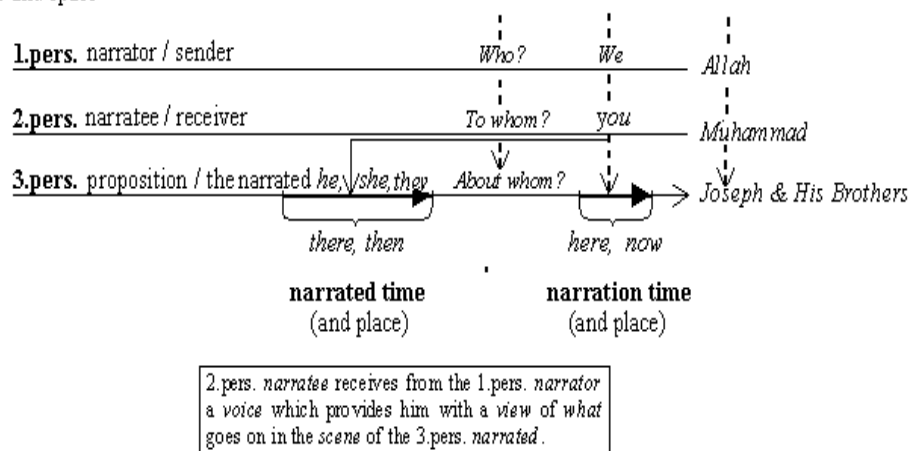 1.pers. narrator / sender Who? We Allah
2.pers. narratee / receiver To whom? you Muhammad
3.pers. proposition / the narrated he, she, they About whom? Joseph & His Brothers
there, then here, now
narrated time narration time
(and place) (and place)
2.pers. narratee receives from the 1.pers. narrator
a voice which provides him with a view of what
goes on in the scene of the 3.pers. narrated.